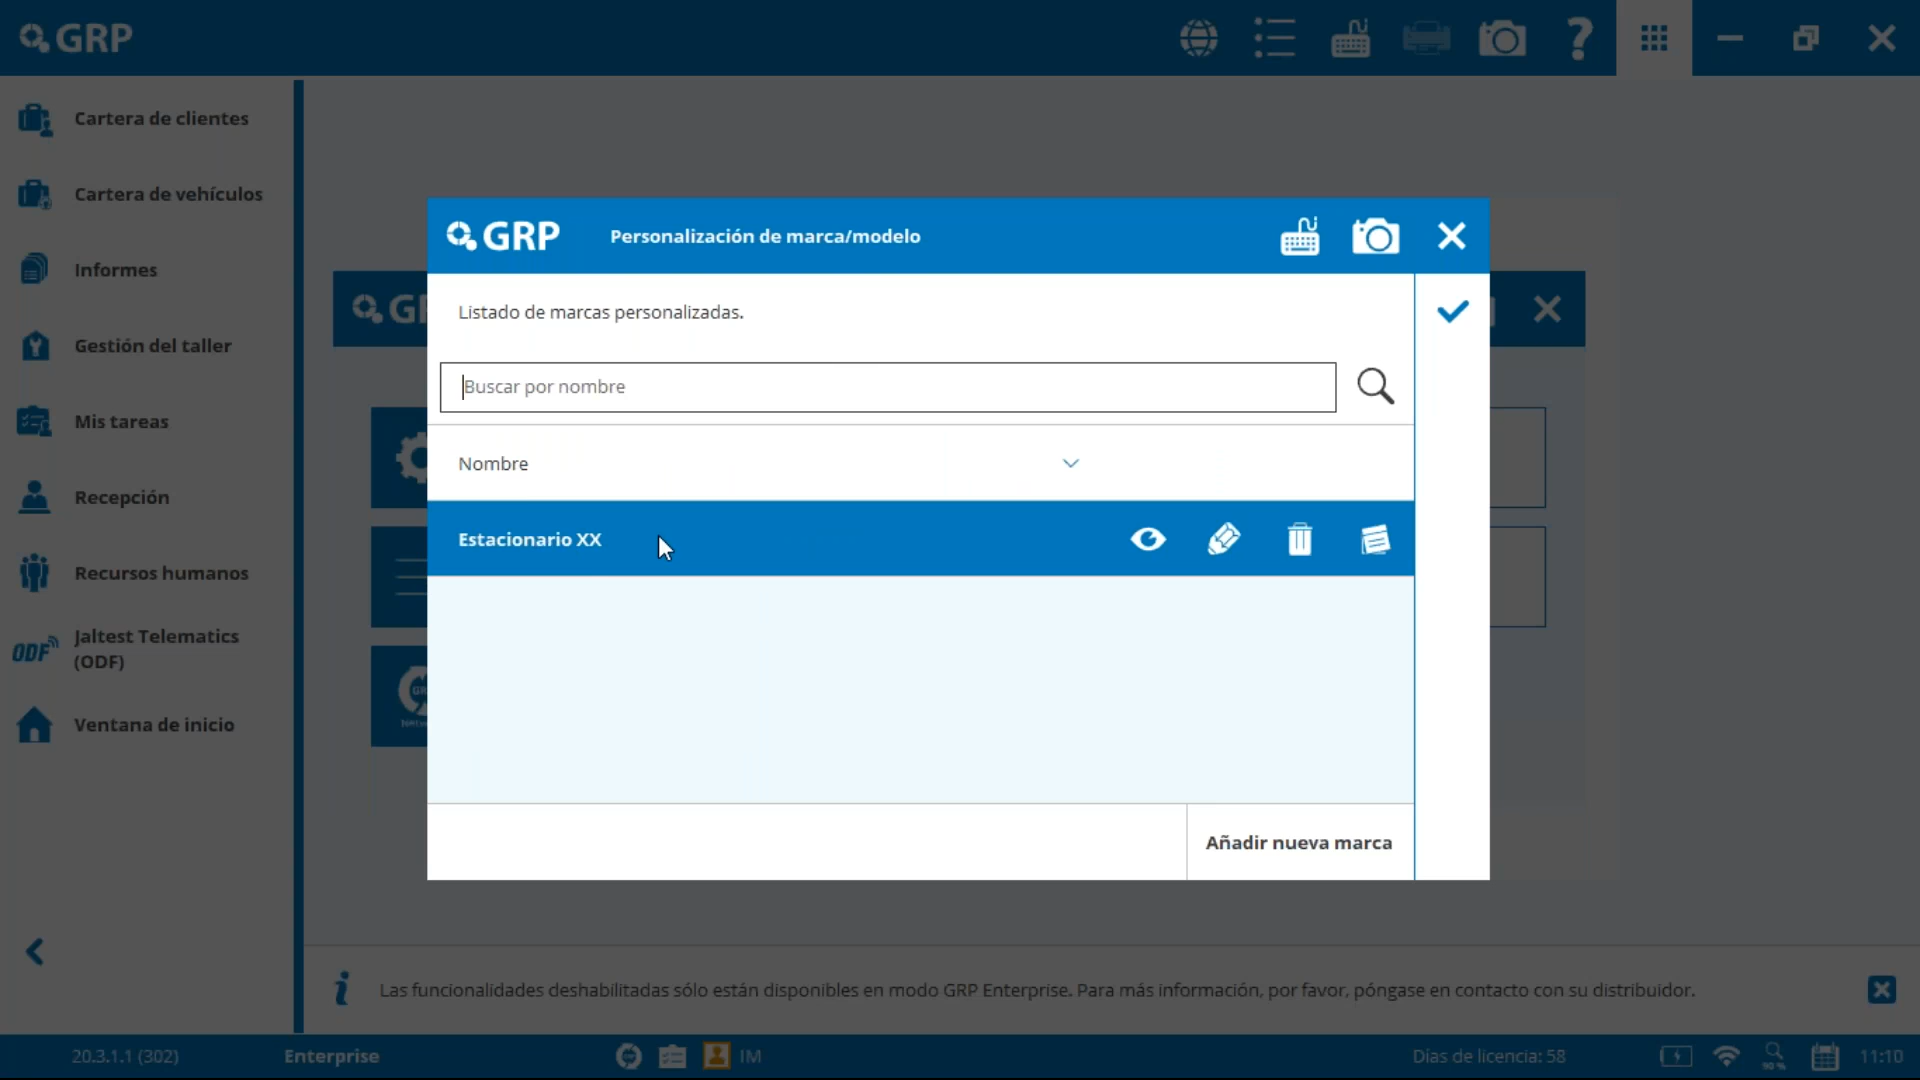 GRP
Cartera de clientes
Cartera de vehículos
Informes
Gestión del taller
Mis tareas
Recepción
Recursos humanos
ODF
Jaltest Telematics
(ODF)
Ventana de inicio
GRP
Personalización de marca/modelo
Listado de marcas personalizadas.
Buscar por nombre
Nombre
Estacionario XX
Añadir nueva marca
Las funcionalidades deshabilitadas sólo están disponibles en modo GRP Enterprise. Para más información, por favor, póngase en contacto con su distribuidor.
20.3.1.1 (302)
Enterprise
IM
Días de licencia: 58
90 %
11:10